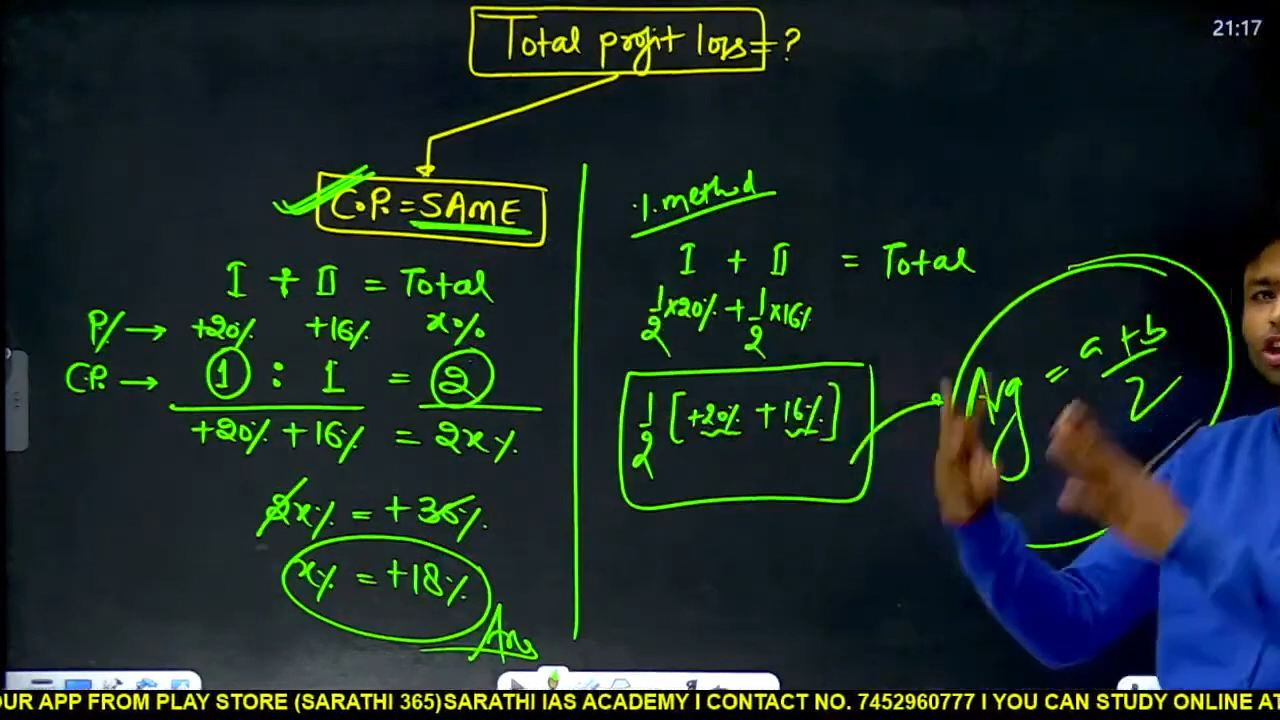 21:17
Total profit loss = ?
C.P. = SAME
I + II = Total
P/ → +20% +16% x%
C.P. → 1 : 1 = 2
+20% + 16% = 2x%
2x% = +36%
x% = +18%
Ans
% method
I + II = Total
1/2 × 20% + 1/2 × 16%
1/2 [+20% + 16%]
Avg = a + b / 2
OUR APP FROM PLAY STORE (SARATHI 365)SARATHI IAS ACADEMY I CONTACT NO. 7452960777 I YOU CAN STUDY ONLINE AT